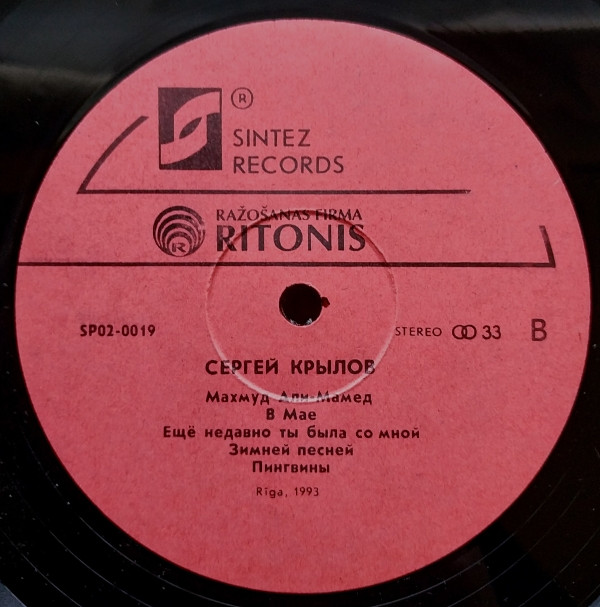 ®
SINTEZ
RECORDS
RAŽOŠANAS FIRMA
RITONIS
R
SP02-0019
STEREO 33 B
СЕРГЕЙ КРЫЛОВ
Махмуд Али-Мамед
В Мае
Ещё недавно ты была со мной
Зимней песней
Пингвины
Rīga, 1993